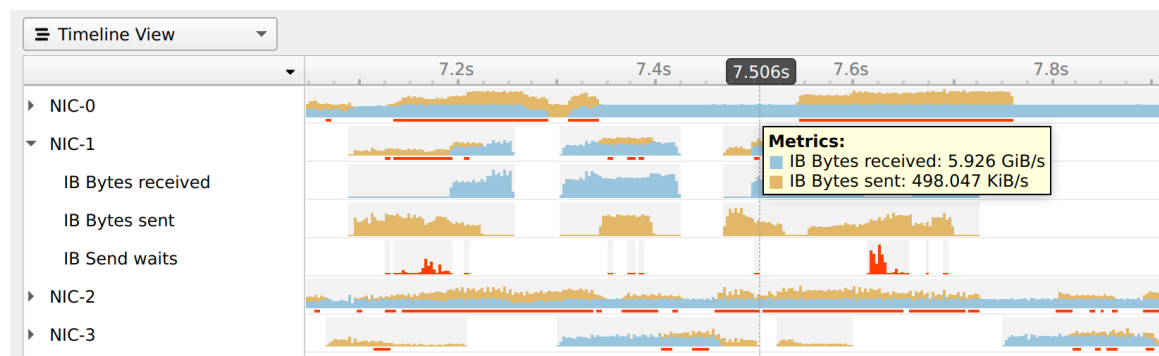 Timeline View
7.2s 7.4s 7.506s 7.6s 7.8s
NIC-0
NIC-1
Metrics:
IB Bytes received: 5.926 GiB/s
IB Bytes sent: 498.047 KiB/s
IB Bytes received
IB Bytes sent
IB Send waits
NIC-2
NIC-3